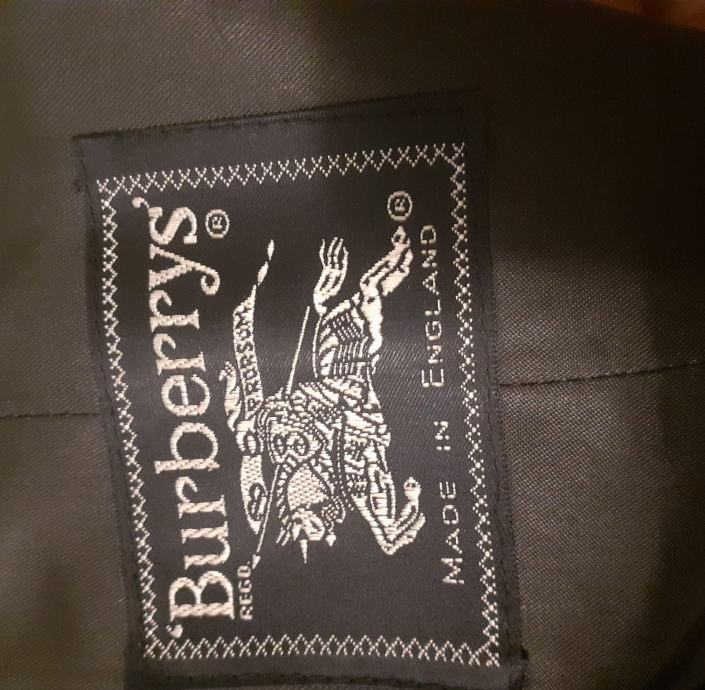 'Burberrys'®
REGD.
PRORSUM
®
MADE IN ENGLAND